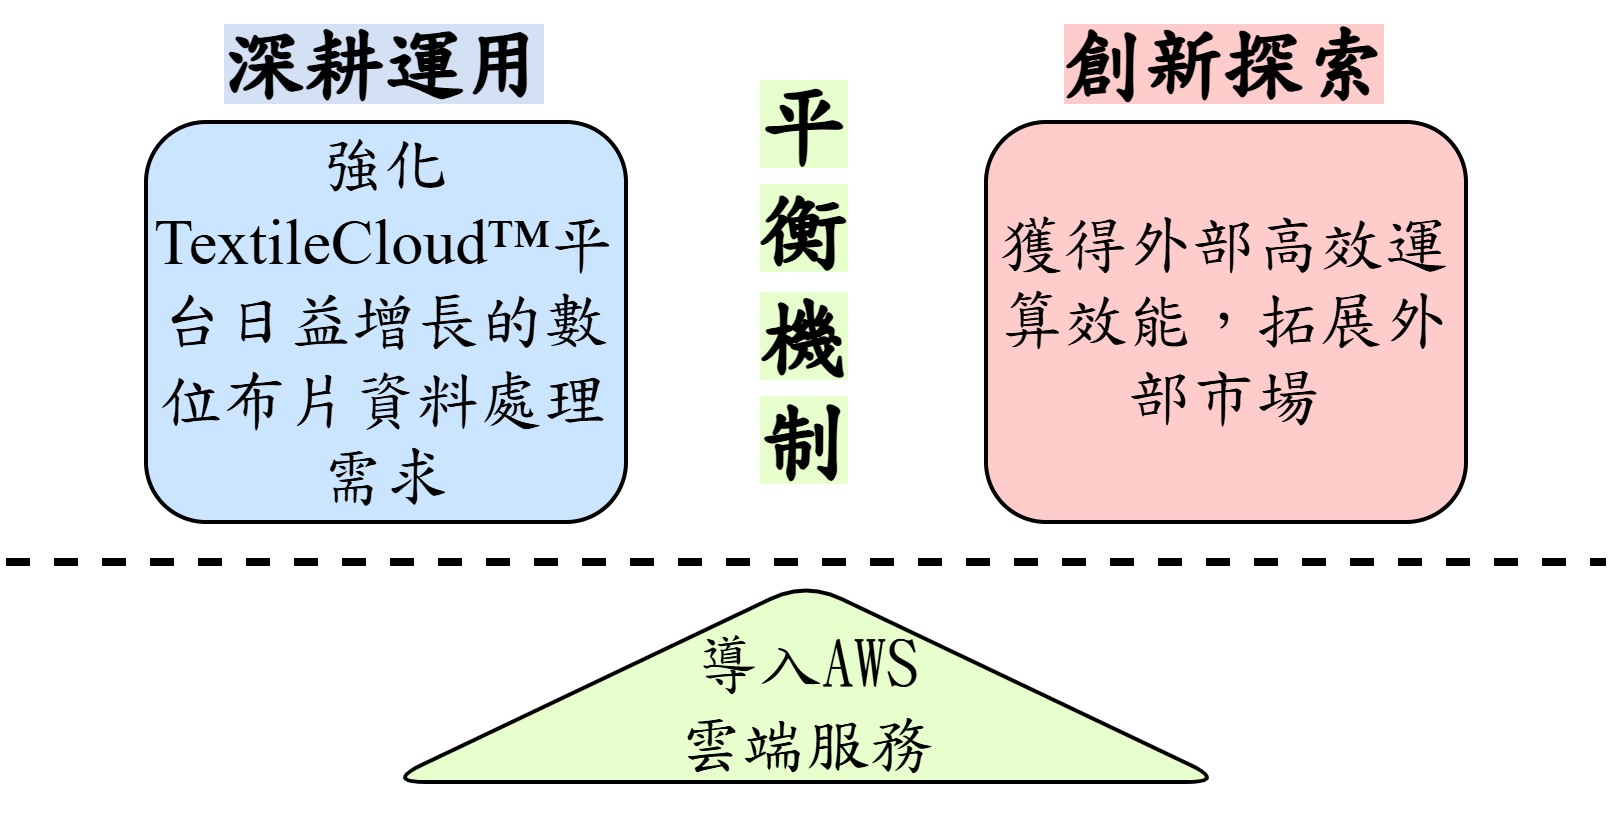 深耕運用
強化
TextileCloud™平
台日益增長的數
位布片資料處理
需求
平
衡
機
制
創新探索
獲得外部高效運
算效能，拓展外
部市場
導入AWS
雲端服務